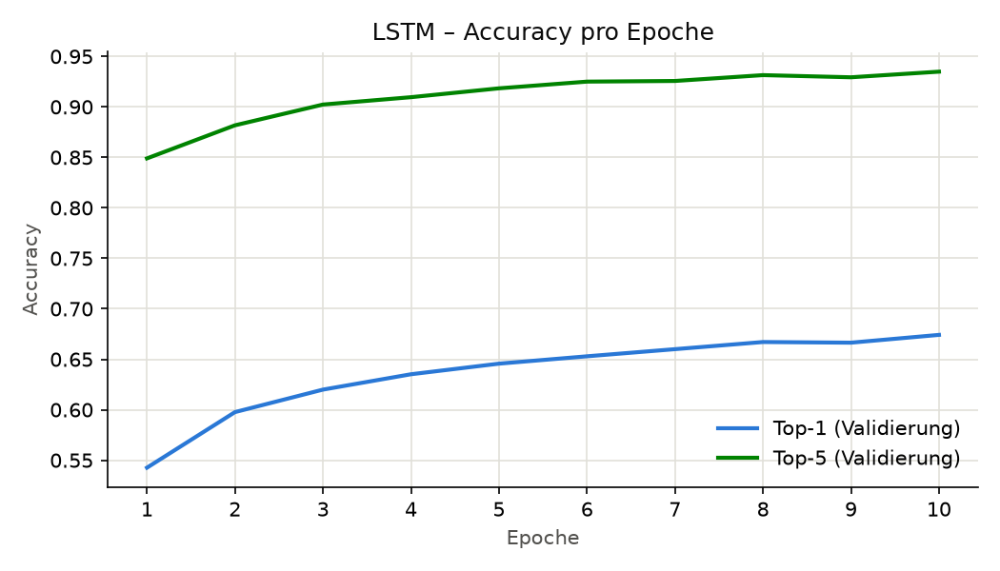 LSTM – Accuracy pro Epoche
Accuracy
0.95
0.90
0.85
0.80
0.75
0.70
0.65
0.60
0.55
Top-1 (Validierung)
Top-5 (Validierung)
1 2 3 4 5 6 7 8 9 10
Epoche